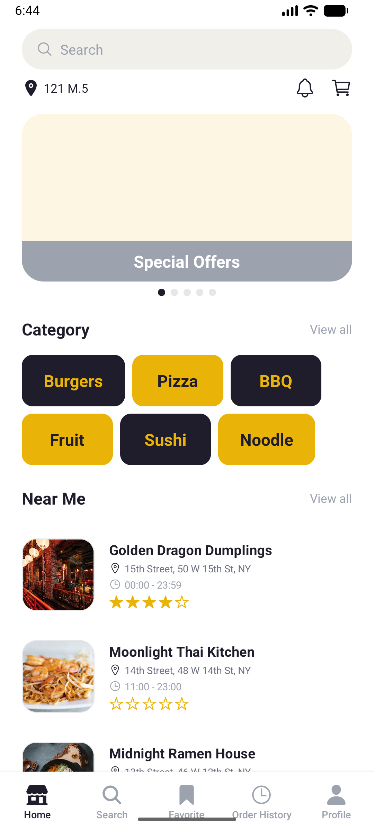 6:44
Search
121 M.5
Special Offers
Category
View all
Burgers
Pizza
BBQ
Fruit
Sushi
Noodle
Near Me
View all
Golden Dragon Dumplings
15th Street, 50 W 15th St, NY
00:00 - 23:59
Moonlight Thai Kitchen
14th Street, 48 W 14th St, NY
11:00 - 23:00
Midnight Ramen House
Home
Search
Favorite
Order History
Profile